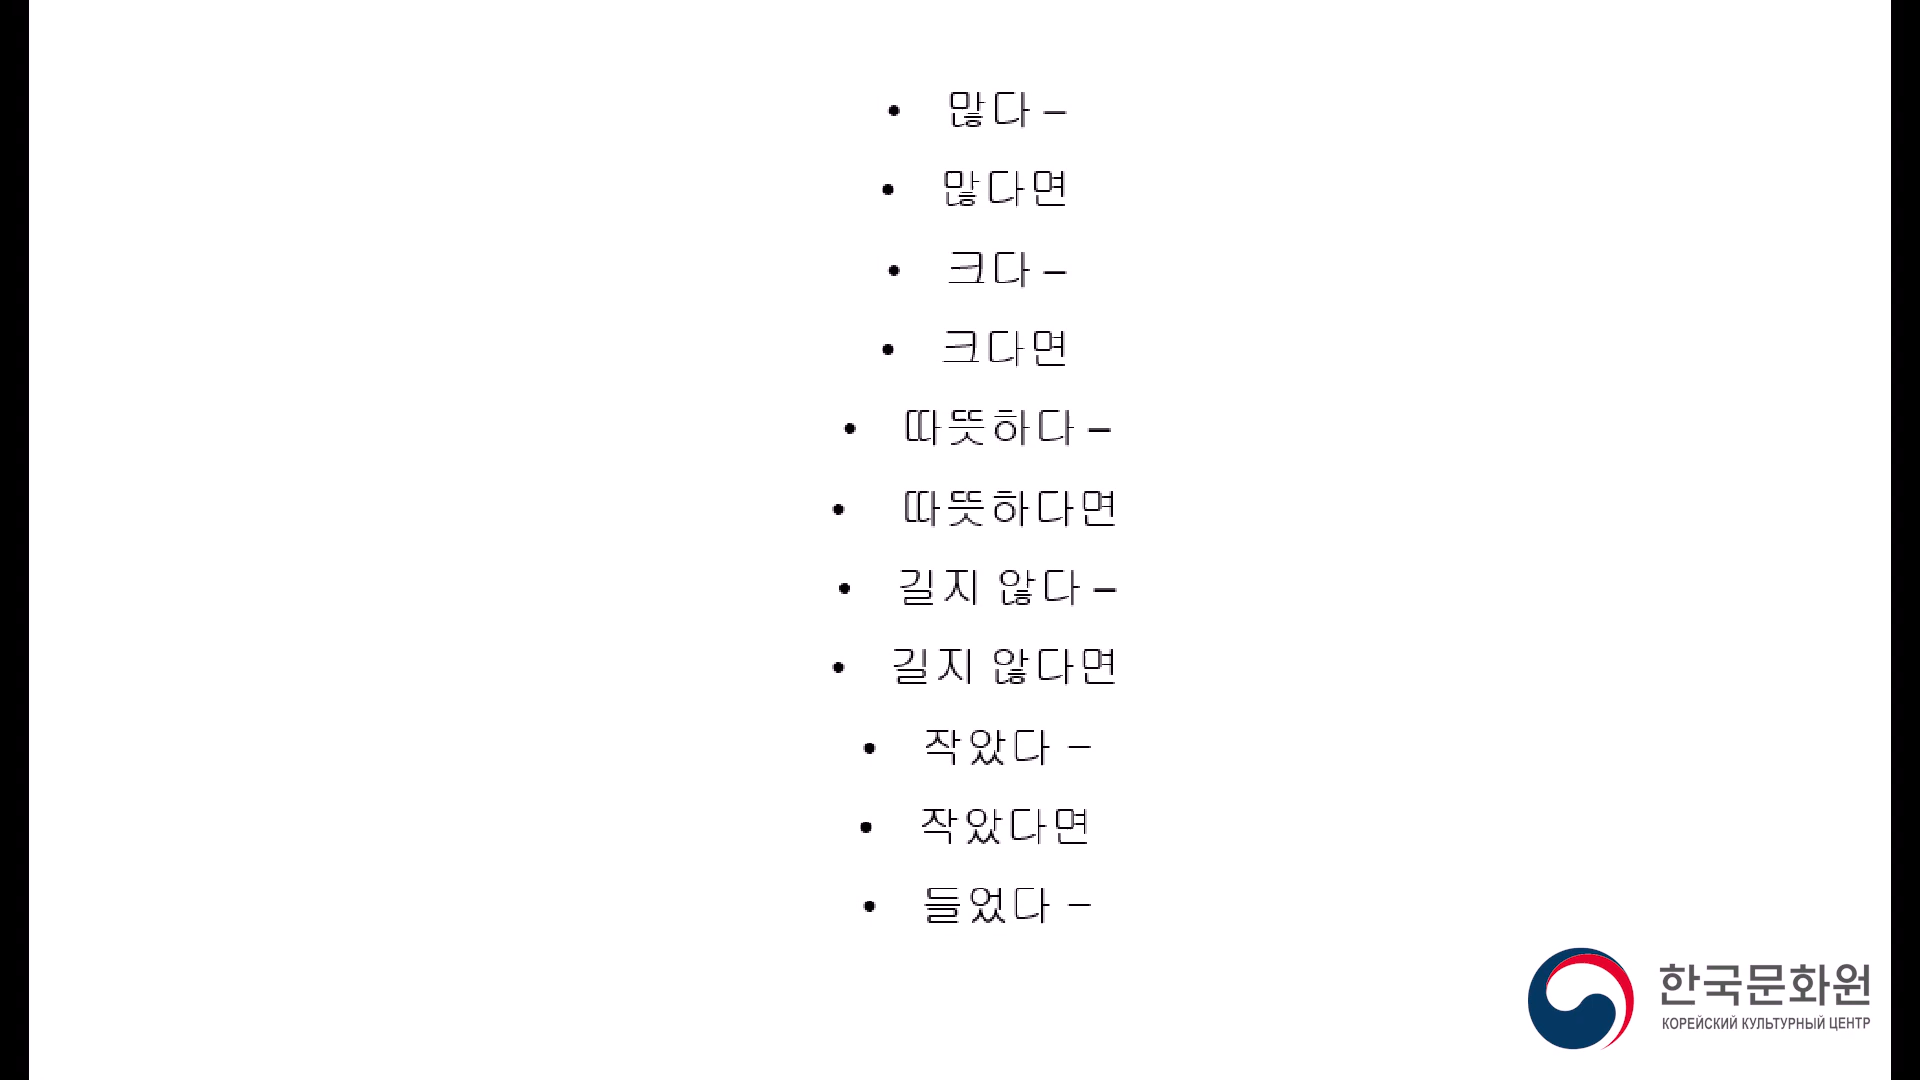 • 많다 –
• 많다면
• 크다 –
• 크다면
• 따뜻하다 –
• 따뜻하다면
• 길지 않다 –
• 길지 않다면
• 작았다 –
• 작았다면
• 들었다 –
한국문화원
КОРЕЙСКИЙ КУЛЬТУРНЫЙ ЦЕНТР